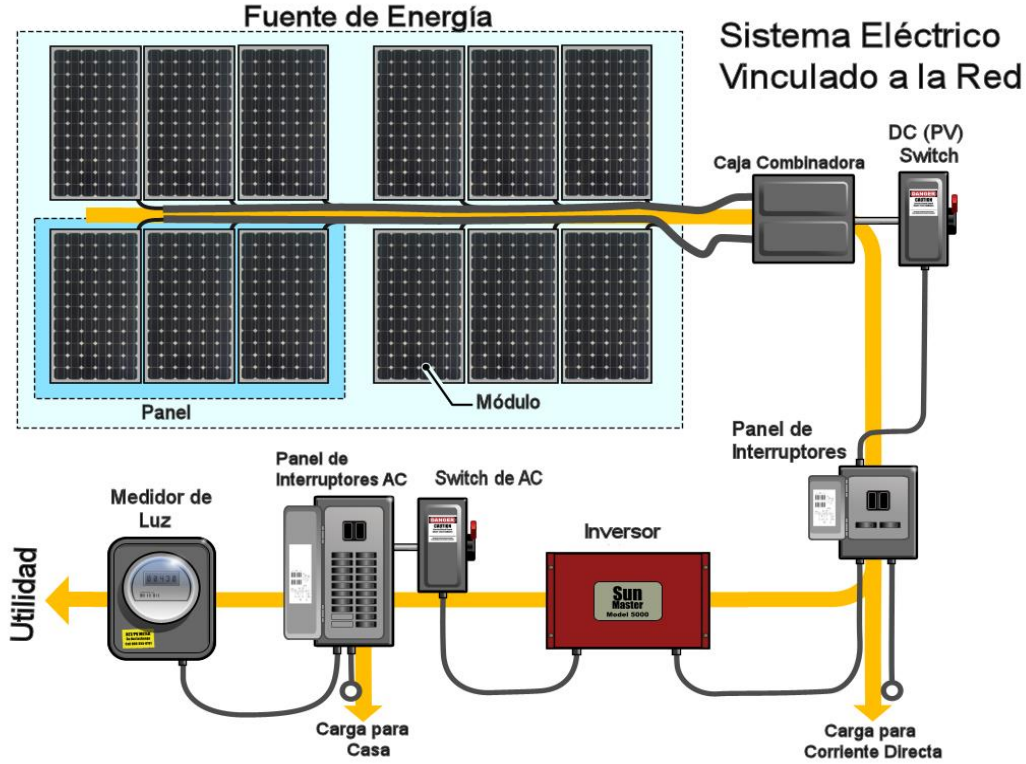 Fuente de Energía
Sistema Eléctrico
Vinculado a la Red
DC (PV)
Switch
Caja Combinadora
DANGER
CAUTION
Panel
Módulo
Panel de
Interruptores
Panel de
Interruptores AC
Switch de AC
Medidor de
Luz
Inversor
DANGER
CAUTION
Sun
Master
Model 5000
Utilidad
Carga para
Casa
Carga para
Corriente Directa